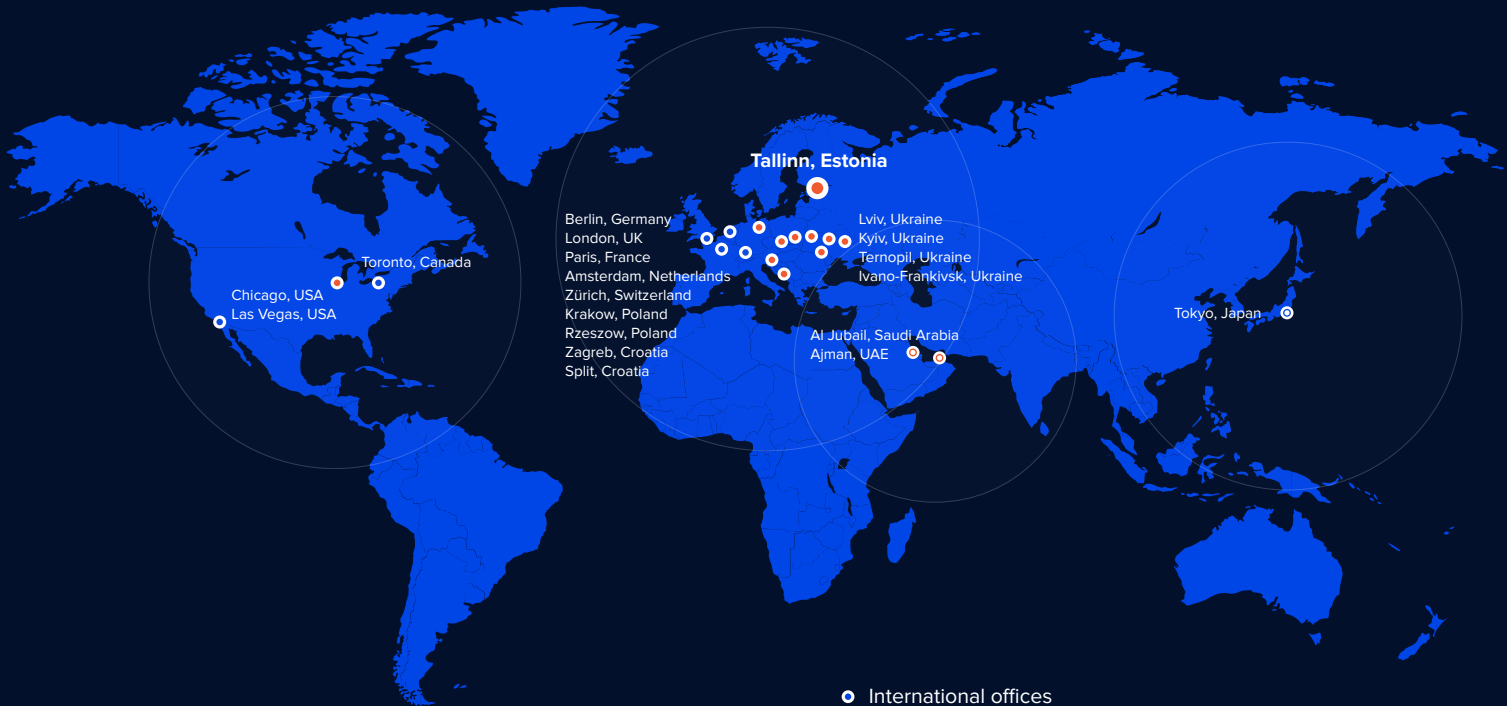 Tallinn, Estonia
Berlin, Germany
London, UK
Paris, France
Amsterdam, Netherlands
Zürich, Switzerland
Krakow, Poland
Rzeszow, Poland
Zagreb, Croatia
Split, Croatia
Lviv, Ukraine
Kyiv, Ukraine
Ternopil, Ukraine
Ivano-Frankivsk, Ukraine
Toronto, Canada
Chicago, USA
Las Vegas, USA
Al Jubail, Saudi Arabia
Ajman, UAE
Tokyo, Japan
International offices